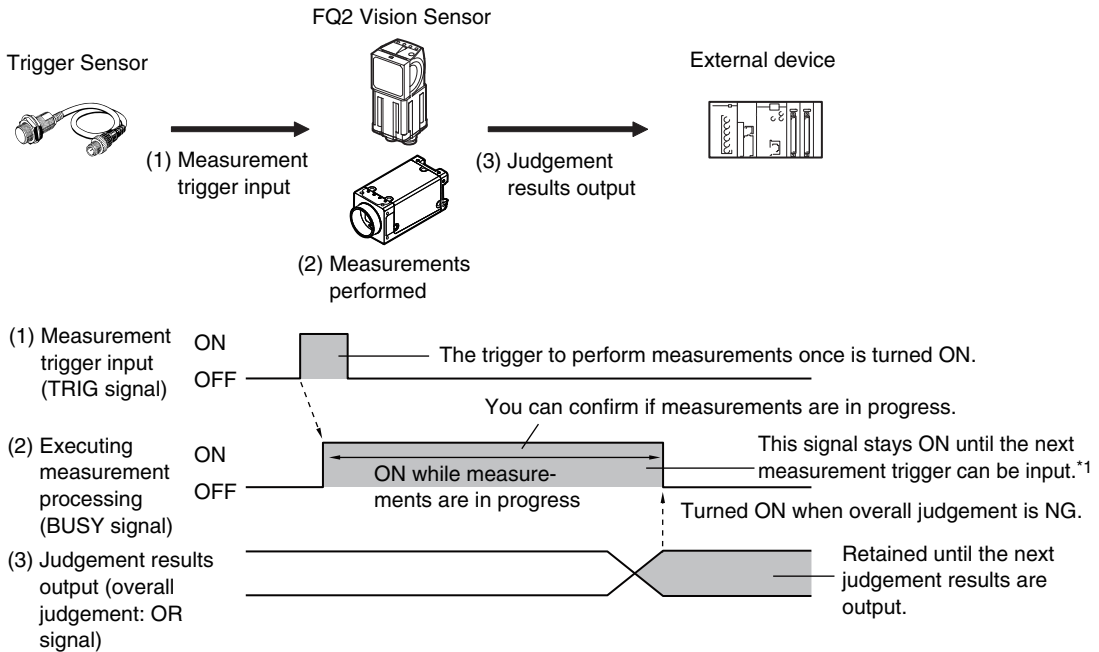 FQ2 Vision Sensor
Trigger Sensor
External device
(1) Measurement
trigger input
(3) Judgement
results output
(2) Measurements
performed
(1) Measurement
trigger input
(TRIG signal)
ON
OFF
The trigger to perform measurements once is turned ON.
You can confirm if measurements are in progress.
(2) Executing
measurement
processing
(BUSY signal)
ON
OFF
ON while measure-
ments are in progress
This signal stays ON until the next
measurement trigger can be input.*1
Turned ON when overall judgement is NG.
(3) Judgement results
output (overall
judgement: OR
signal)
Retained until the next
judgement results are
output.